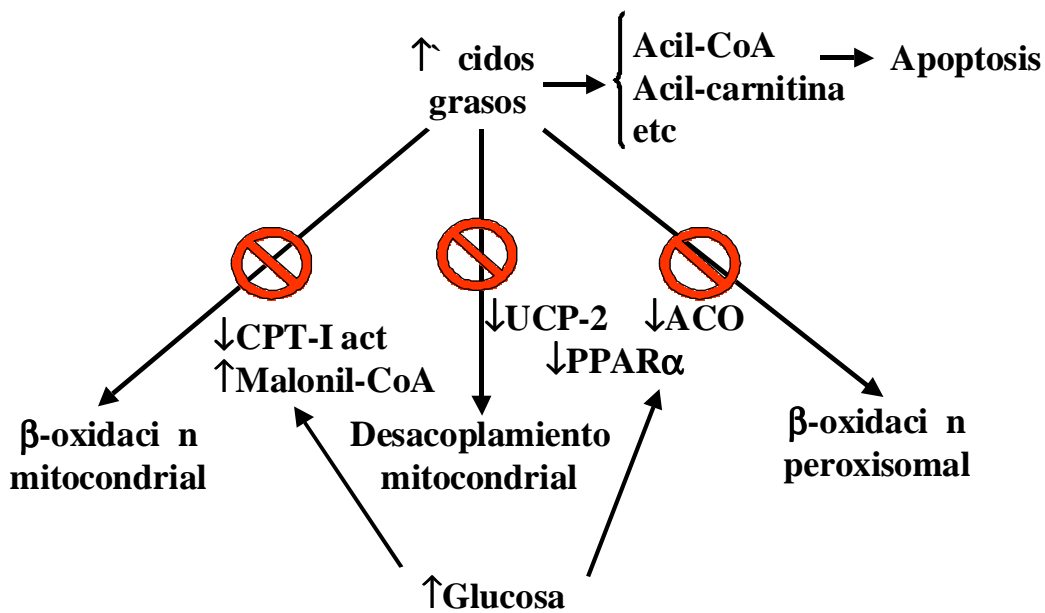 ↑` cidos
grasos
Acil-CoA
Acil-carnitina
etc
Apoptosis
↓UCP-2
↓ACO
↓PPARα
↓CPT-I act
↑Malonil-CoA
β-oxidaci n
mitocondrial
Desacoplamiento
mitocondrial
β-oxidaci n
peroxisomal
↑Glucosa